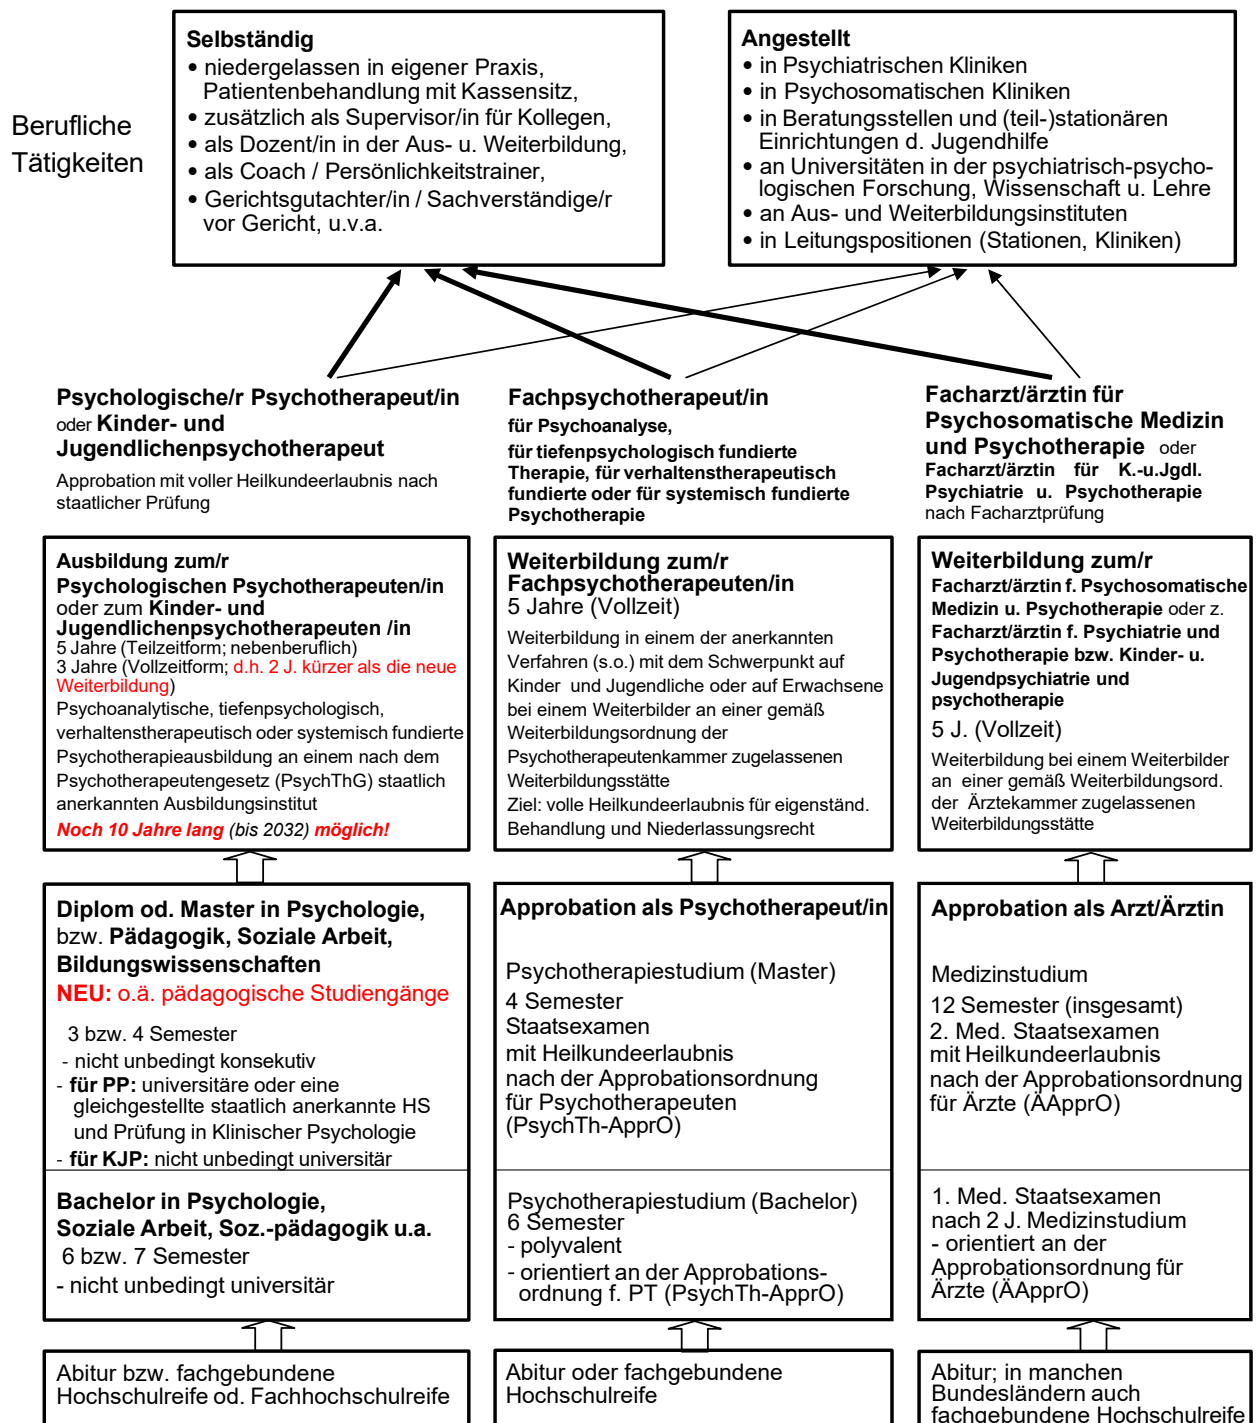 Berufliche
Tätigkeiten
Selbständig
• niedergelassen in eigener Praxis,
Patientenbehandlung mit Kassensitz,
• zusätzlich als Supervisor/in für Kollegen,
• als Dozent/in in der Aus- u. Weiterbildung,
• als Coach / Persönlichkeitstrainer,
• Gerichtsgutachter/in / Sachverständige/r
vor Gericht, u.v.a.
Angestellt
• in Psychiatrischen Kliniken
• in Psychosomatischen Kliniken
• in Beratungsstellen und (teil-)stationären
Einrichtungen d. Jugendhilfe
• an Universitäten in der psychiatrisch-psycho-
logischen Forschung, Wissenschaft u. Lehre
• an Aus- und Weiterbildungsinstituten
• in Leitungspositionen (Stationen, Kliniken)
Psychologische/r Psychotherapeut/in
oder Kinder- und
Jugendlichenpsychotherapeut
Approbation mit voller Heilkundeerlaubnis nach
staatlicher Prüfung
Fachpsychotherapeut/in
für Psychoanalyse,
für tiefenpsychologisch fundierte
Therapie, für verhaltenstherapeutisch
fundierte oder für systemisch fundierte
Psychotherapie
Facharzt/ärztin für
Psychosomatische Medizin
und Psychotherapie oder
Facharzt/ärztin für K.-u.Jgdl.
Psychiatrie u. Psychotherapie
nach Facharztprüfung
Ausbildung zum/r
Psychologischen Psychotherapeuten/in
oder zum Kinder- und
Jugendlichenpsychotherapeuten /in
5 Jahre (Teilzeitform; nebenberuflich)
3 Jahre (Vollzeitform; d.h. 2 J. kürzer als die neue
Weiterbildung)
Psychoanalytische, tiefenpsychologisch,
verhaltenstherapeutisch oder systemisch fundierte
Psychotherapieausbildung an einem nach dem
Psychotherapeutengesetz (PsychThG) staatlich
anerkannten Ausbildungsinstitut
Noch 10 Jahre lang (bis 2032) möglich!
Weiterbildung zum/r
Fachpsychotherapeuten/in
5 Jahre (Vollzeit)
Weiterbildung in einem der anerkannten
Verfahren (s.o.) mit dem Schwerpunkt auf
Kinder und Jugendliche oder auf Erwachsene
bei einem Weiterbilder an einer gemäß
Weiterbildungsordnung der
Psychotherapeutenkammer zugelassenen
Weiterbildungsstätte
Ziel: volle Heilkundeerlaubnis für eigenständ.
Behandlung und Niederlassungsrecht
Weiterbildung zum/r
Facharzt/ärztin f. Psychosomatische
Medizin u. Psychotherapie oder z.
Facharzt/ärztin f. Psychiatrie und
Psychotherapie bzw. Kinder- u.
Jugendpsychiatrie und
psychotherapie
5 J. (Vollzeit)
Weiterbildung bei einem Weiterbilder
an einer gemäß Weiterbildungsord.
der Ärztekammer zugelassenen
Weiterbildungsstätte
Diplom od. Master in Psychologie,
bzw. Pädagogik, Soziale Arbeit,
Bildungswissenschaften
NEU: o.ä. pädagogische Studiengänge
3 bzw. 4 Semester
- nicht unbedingt konsekutiv
- für PP: universitäre oder eine
gleichgestellte staatlich anerkannte HS
und Prüfung in Klinischer Psychologie
- für KJP: nicht unbedingt universitär
Bachelor in Psychologie,
Soziale Arbeit, Soz.-pädagogik u.a.
6 bzw. 7 Semester
- nicht unbedingt universitär
Approbation als Psychotherapeut/in
Psychotherapiestudium (Master)
4 Semester
Staatsexamen
mit Heilkundeerlaubnis
nach der Approbationsordnung
für Psychotherapeuten
(PsychTh-ApprO)
Psychotherapiestudium (Bachelor)
6 Semester
- polyvalent
- orientiert an der Approbations-
ordnung f. PT (PsychTh-ApprO)
Approbation als Arzt/Ärztin
Medizinstudium
12 Semester (insgesamt)
2. Med. Staatsexamen
mit Heilkundeerlaubnis
nach der Approbationsordnung
für Ärzte (ÄApprO)
1. Med. Staatsexamen
nach 2 J. Medizinstudium
- orientiert an der
Approbationsordnung für
Ärzte (ÄApprO)
Abitur bzw. fachgebundene
Hochschulreife od. Fachhochschulreife
Abitur oder fachgebundene
Hochschulreife
Abitur; in manchen
Bundesländern auch
fachgebundene Hochschulreife